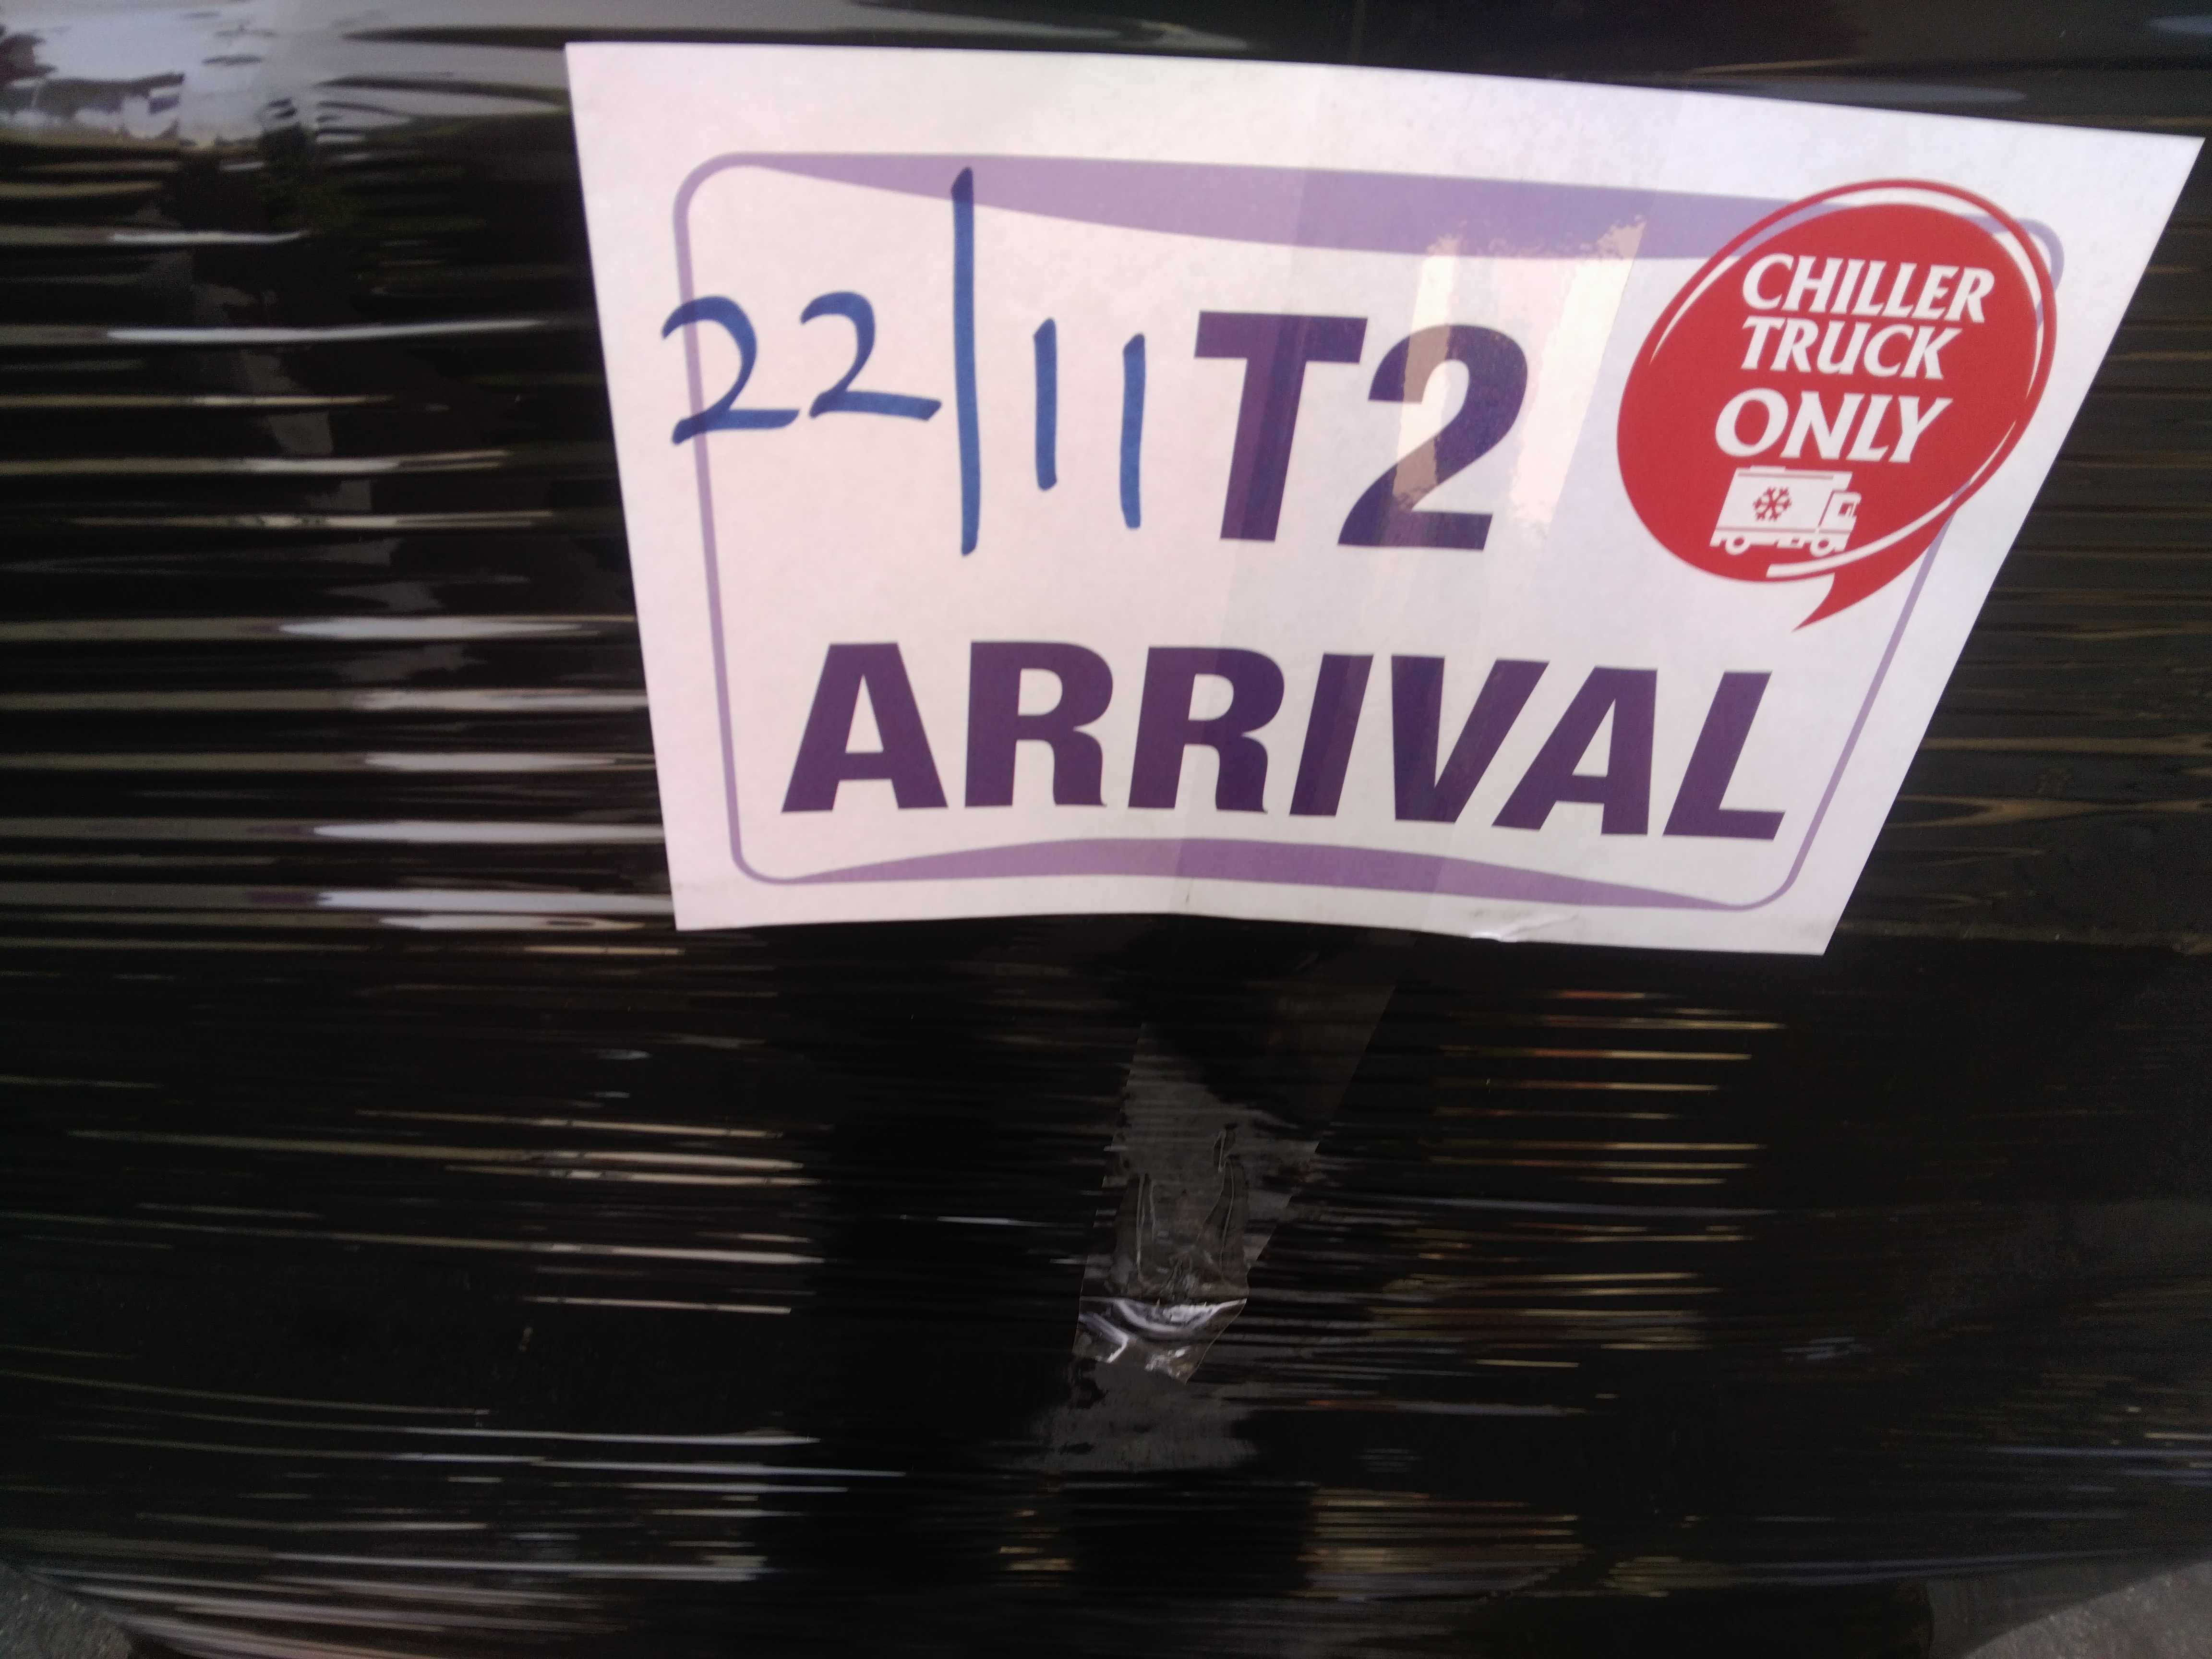 22/11 T2
ARRIVAL
CHILLER
TRUCK
ONLY